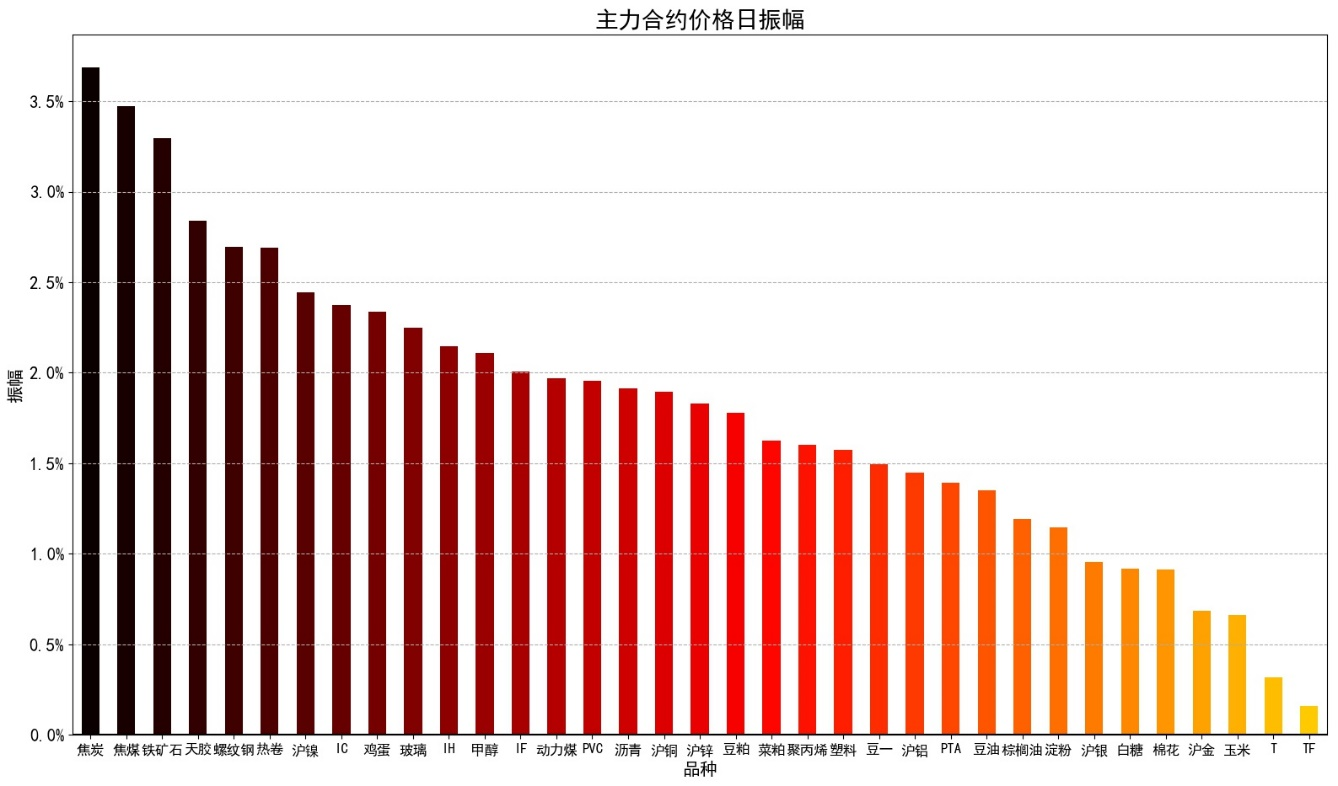 主力合约价格日振幅
振幅
3.5%
3.0%
2.5%
2.0%
1.5%
1.0%
0.5%
0.0%
焦炭 焦煤 铁矿石 天胶 螺纹钢 热卷 沪镍 IC 鸡蛋 玻璃 IH 甲醇 IF 动力煤 PVC 沥青 沪铜 沪锌 豆粕 菜粕 聚丙烯 塑料 豆一 沪铝 PTA 豆油 棕榈油 淀粉 沪银 白糖 棉花 沪金 玉米 T TF
品种